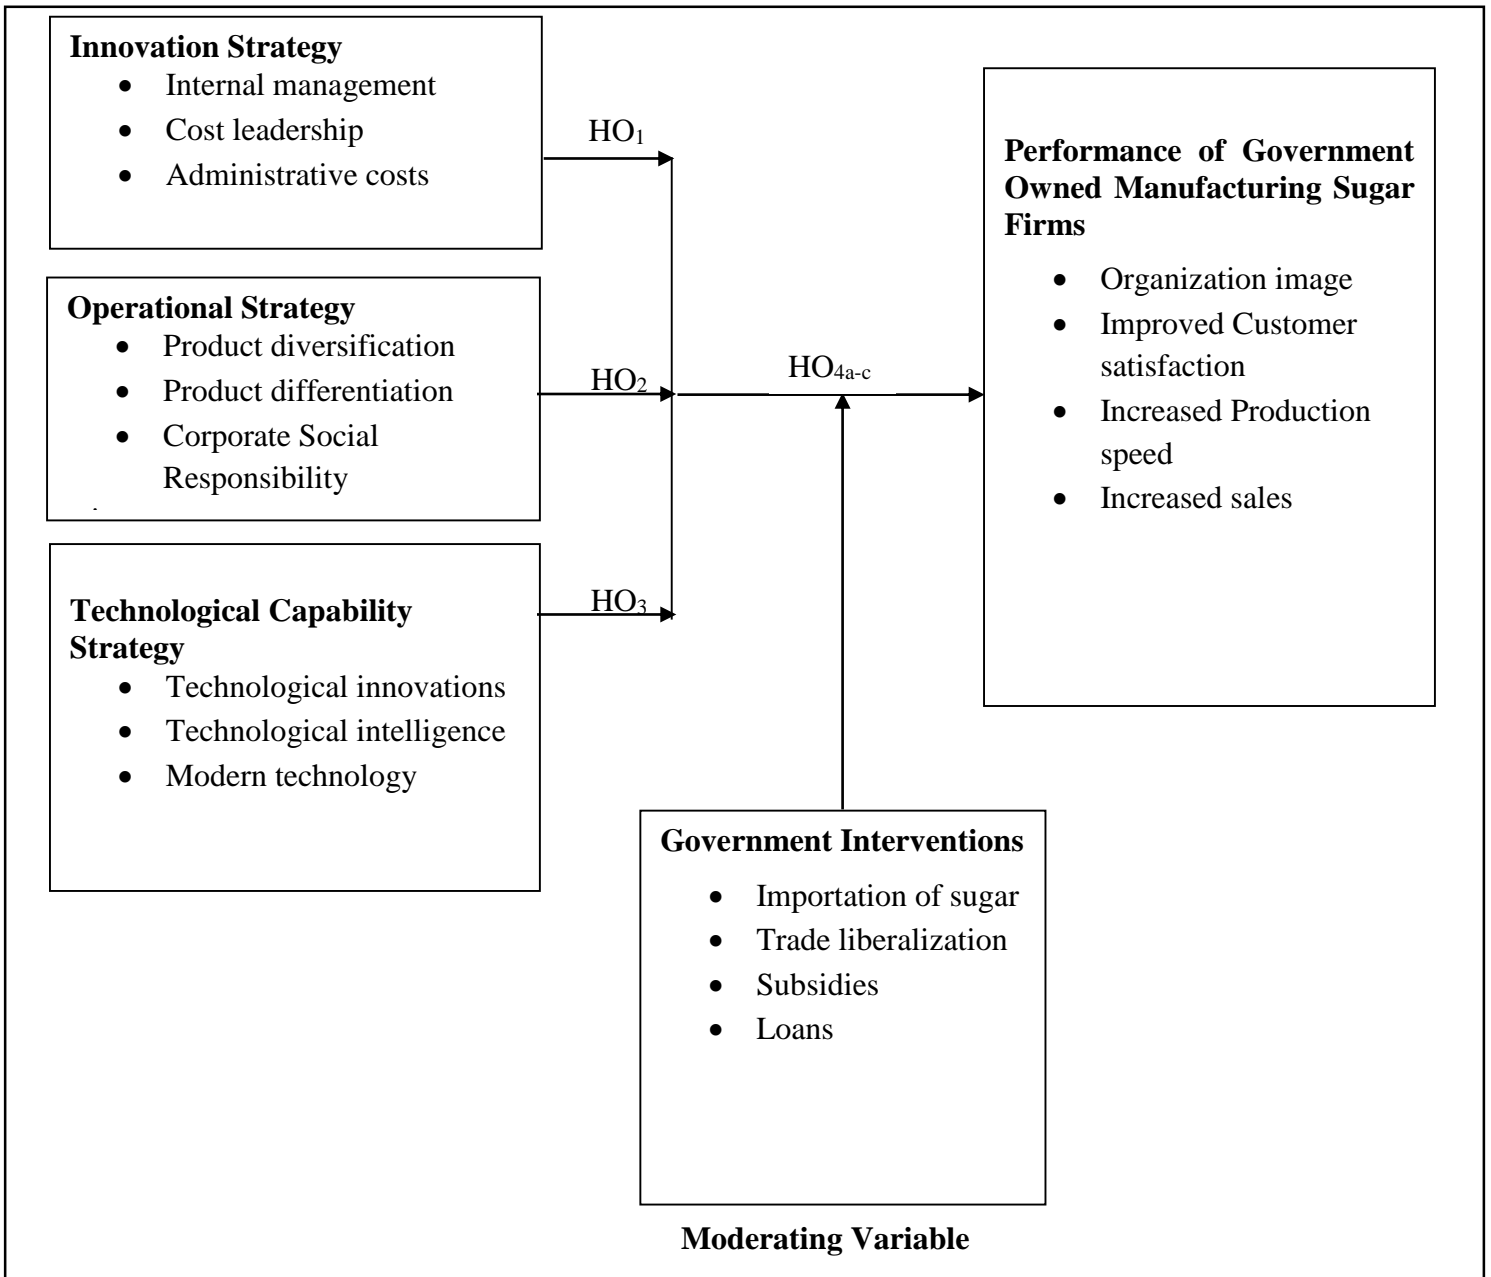 Innovation Strategy
• Internal management
• Cost leadership
• Administrative costs
HO₁
Operational Strategy
• Product diversification
• Product differentiation
• Corporate Social
Responsibility
HO₂
Technological Capability
Strategy
• Technological innovations
• Technological intelligence
• Modern technology
HO₃
HO₄ₐ-c
Performance of Government
Owned Manufacturing Sugar
Firms
• Organization image
• Improved Customer
satisfaction
• Increased Production
speed
• Increased sales
Government Interventions
• Importation of sugar
• Trade liberalization
• Subsidies
• Loans
Moderating Variable